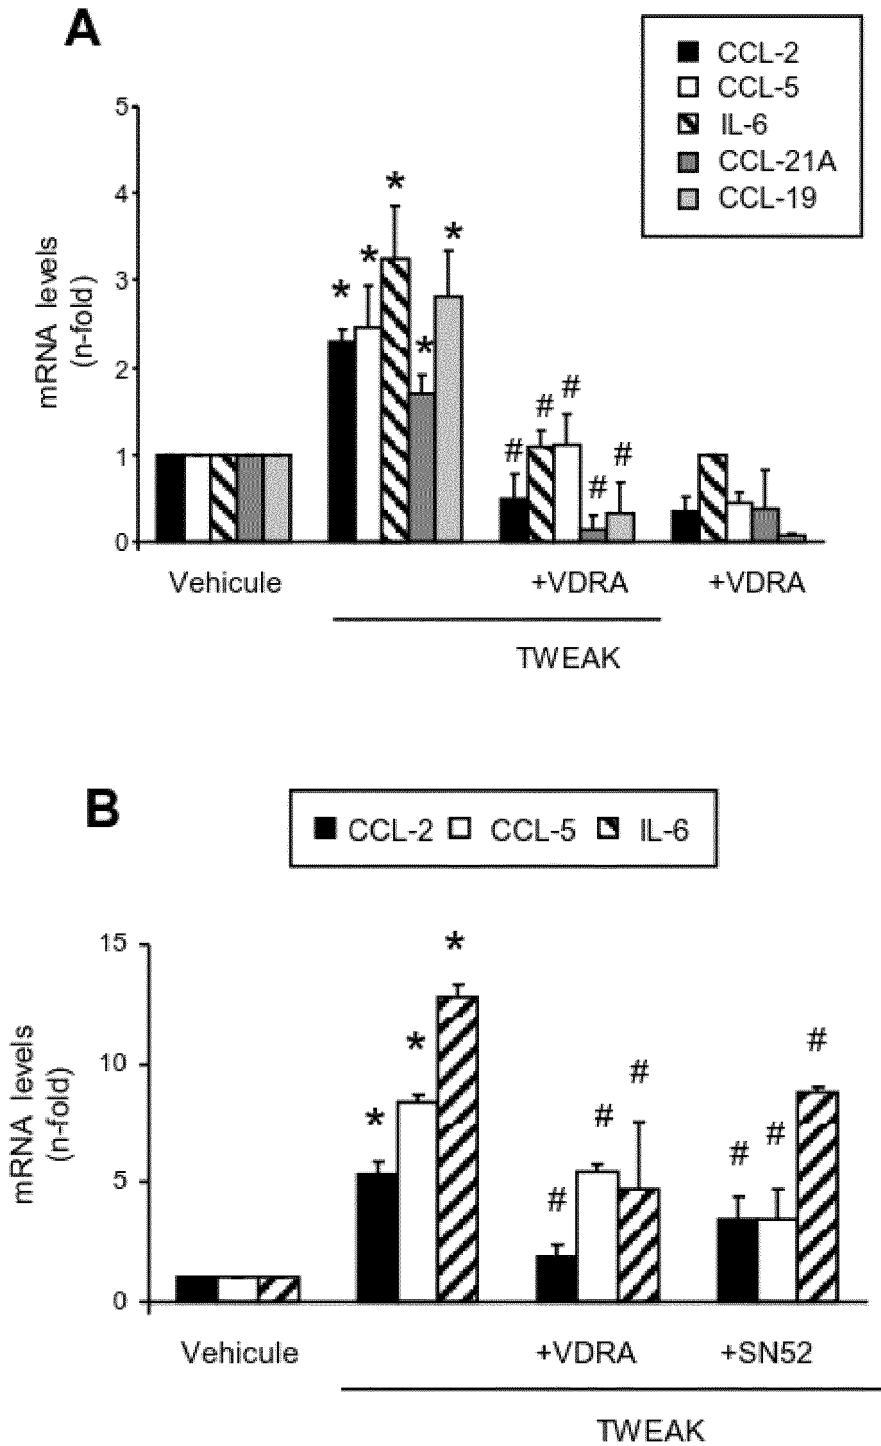 A
CCL-2
CCL-5
IL-6
CCL-21A
CCL-19
mRNA levels
(n-fold)
5
4
3
2
1
0
*
*
*
*
*
#
#
#
#
#
Vehicule
+VDRA
+VDRA
TWEAK
B
CCL-2 CCL-5 IL-6
mRNA levels
(n-fold)
15
10
5
0
*
*
*
#
#
#
#
#
#
Vehicule
+VDRA
+SN52
TWEAK